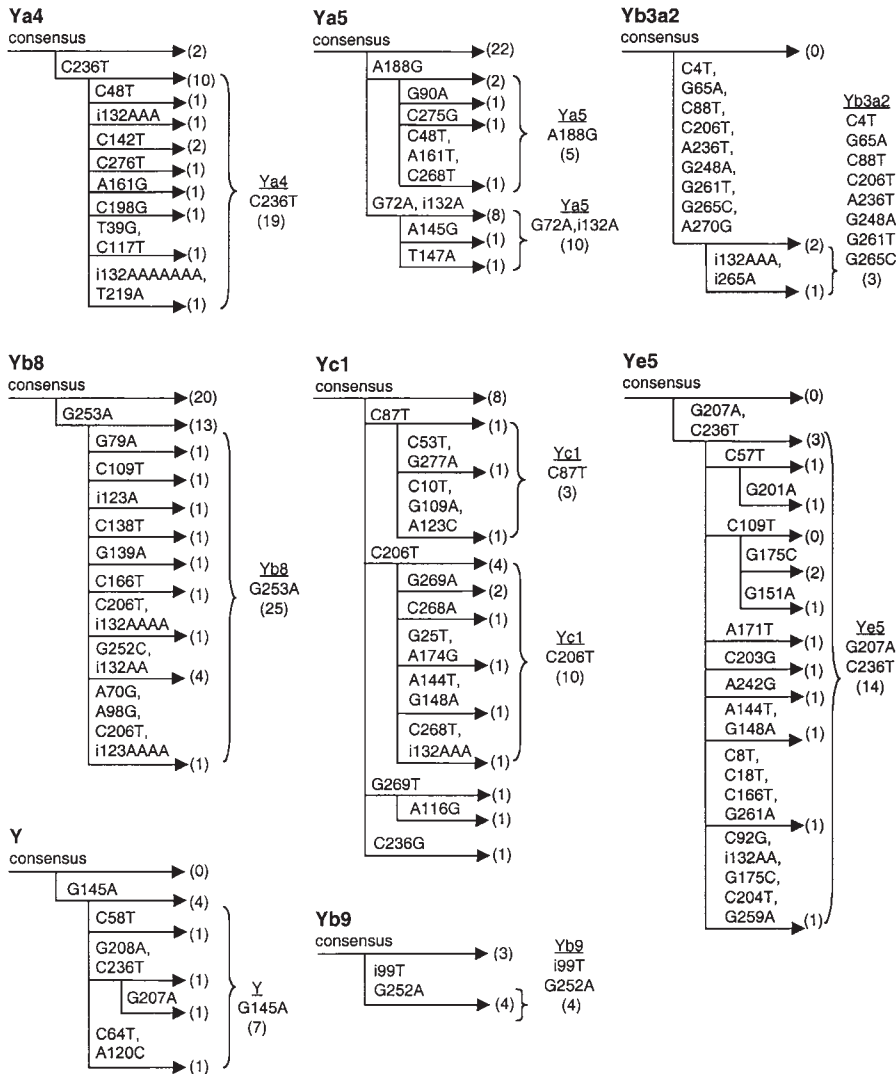 Ya4
consensus
(2)
C236T
(10)
C48T
(1)
i132AAA
(1)
C142T
(2)
C276T
(1)
A161G
(1)
C198G
(1)
T39G,
C117T
(1)
i132AAAAAAA,
T219A
(1)
Ya4
C236T
(19)
Ya5
consensus
(22)
A188G
(2)
G90A
(1)
C275G
(1)
C48T,
A161T,
C268T
(1)
Ya5
A188G
(5)
G72A, i132A
(8)
A145G
(1)
T147A
(1)
Ya5
G72A,i132A
(10)
Yb3a2
consensus
(0)
C4T,
G65A,
C88T,
C206T,
A236T,
G248A,
G261T,
G265C,
A270G
(2)
i132AAA,
i265A
(1)
Yb3a2
C4T
G65A
C88T
C206T
A236T
G248A
G261T
G265C
(3)
Yb8
consensus
(20)
G253A
(13)
G79A
(1)
C109T
(1)
i123A
(1)
C138T
(1)
G139A
(1)
C166T
(1)
C206T,
i132AAAA
(1)
G252C,
i132AA
(4)
A70G,
A98G,
C206T,
i123AAAA
(1)
Yb8
G253A
(25)
Yc1
consensus
(8)
C87T
(1)
C53T,
G277A
(1)
C10T,
G109A,
A123C
(1)
Yc1
C87T
(3)
C206T
(4)
G269A
(2)
C268A
(1)
G25T,
A174G
(1)
A144T,
G148A
(1)
C268T,
i132AAA
(1)
Yc1
C206T
(10)
G269T
(1)
A116G
(1)
C236G
(1)
Ye5
consensus
(0)
G207A,
C236T
(3)
C57T
(1)
G201A
(1)
C109T
(0)
G175C
(2)
G151A
(1)
A171T
(1)
C203G
(1)
A242G
(1)
A144T,
G148A
(1)
C8T,
C18T,
C166T,
G261A
(1)
C92G,
i132AA,
G175C,
C204T,
G259A
(1)
Ye5
G207A
C236T
(14)
Y
consensus
(0)
G145A
(4)
C58T
(1)
G208A,
C236T
(1)
G207A
(1)
C64T,
A120C
(1)
Y
G145A
(7)
Yb9
consensus
(3)
i99T
G252A
(4)
Yb9
i99T
G252A
(4)